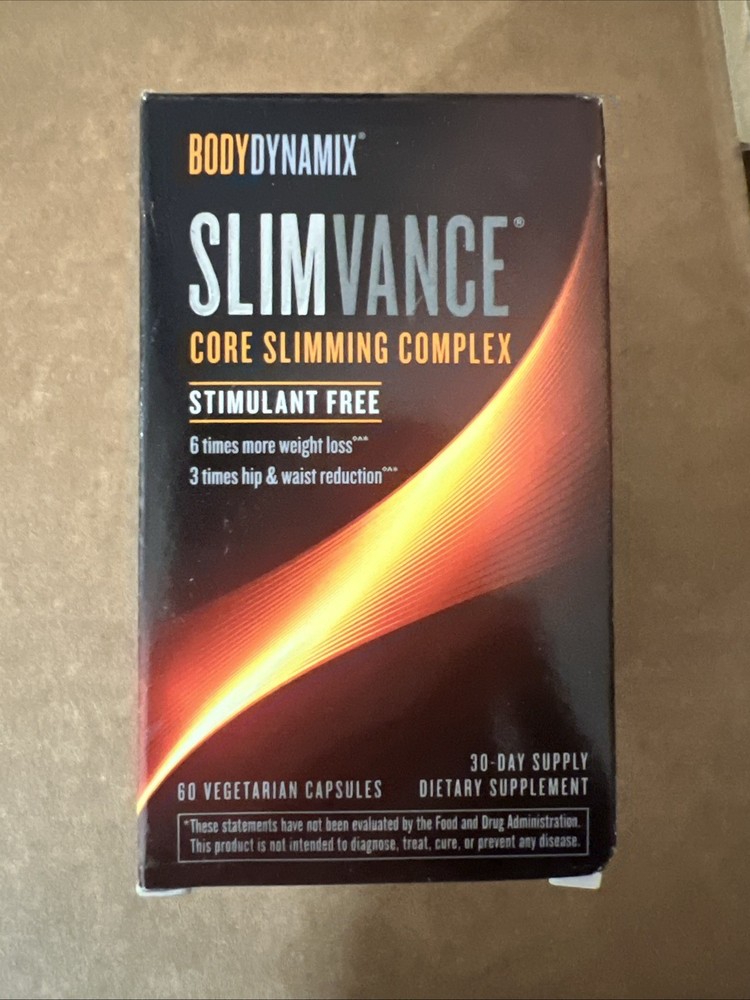 BODYDYNAMIX®
SLIMVANCE®
CORE SLIMMING COMPLEX
STIMULANT FREE
6 times more weight loss◊^^
3 times hip & waist reduction◊^^
30-DAY SUPPLY
60 VEGETARIAN CAPSULES DIETARY SUPPLEMENT
*These statements have not been evaluated by the Food and Drug Administration.
This product is not intended to diagnose, treat, cure, or prevent any disease.